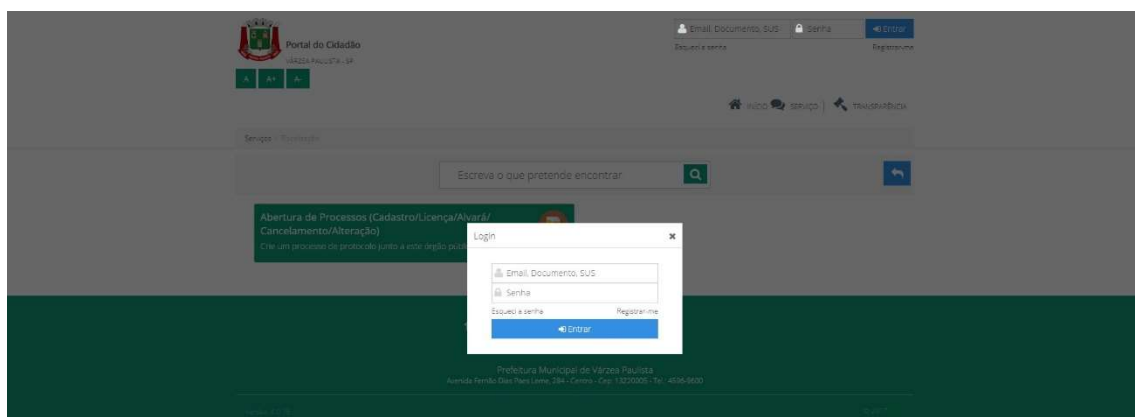 Portal do Cidadão
VÁRZEA PAULISTA - SP
A A+ A-
Email, Documento, SUS- Senha Entrar
Esqueci a senha Registrar-me
INÍCIO SERVIÇO | TRANSPARÊNCIA
Serviços
Escreva o que pretende encontrar
Abertura de Processos (Cadastro/Licença/Alvará/
Cancelamento/Alteração)
Crie um processo de protocolo junto a este órgão públi
Login
Email, Documento, SUS
Senha
Esqueci a senha Registrar-me
Entrar
Prefeitura Municipal de Várzea Paulista
Avenida Fernão Dias Paes Leme, 284 - Centro - Cep: 13220005 - Tel.: 4596-9600